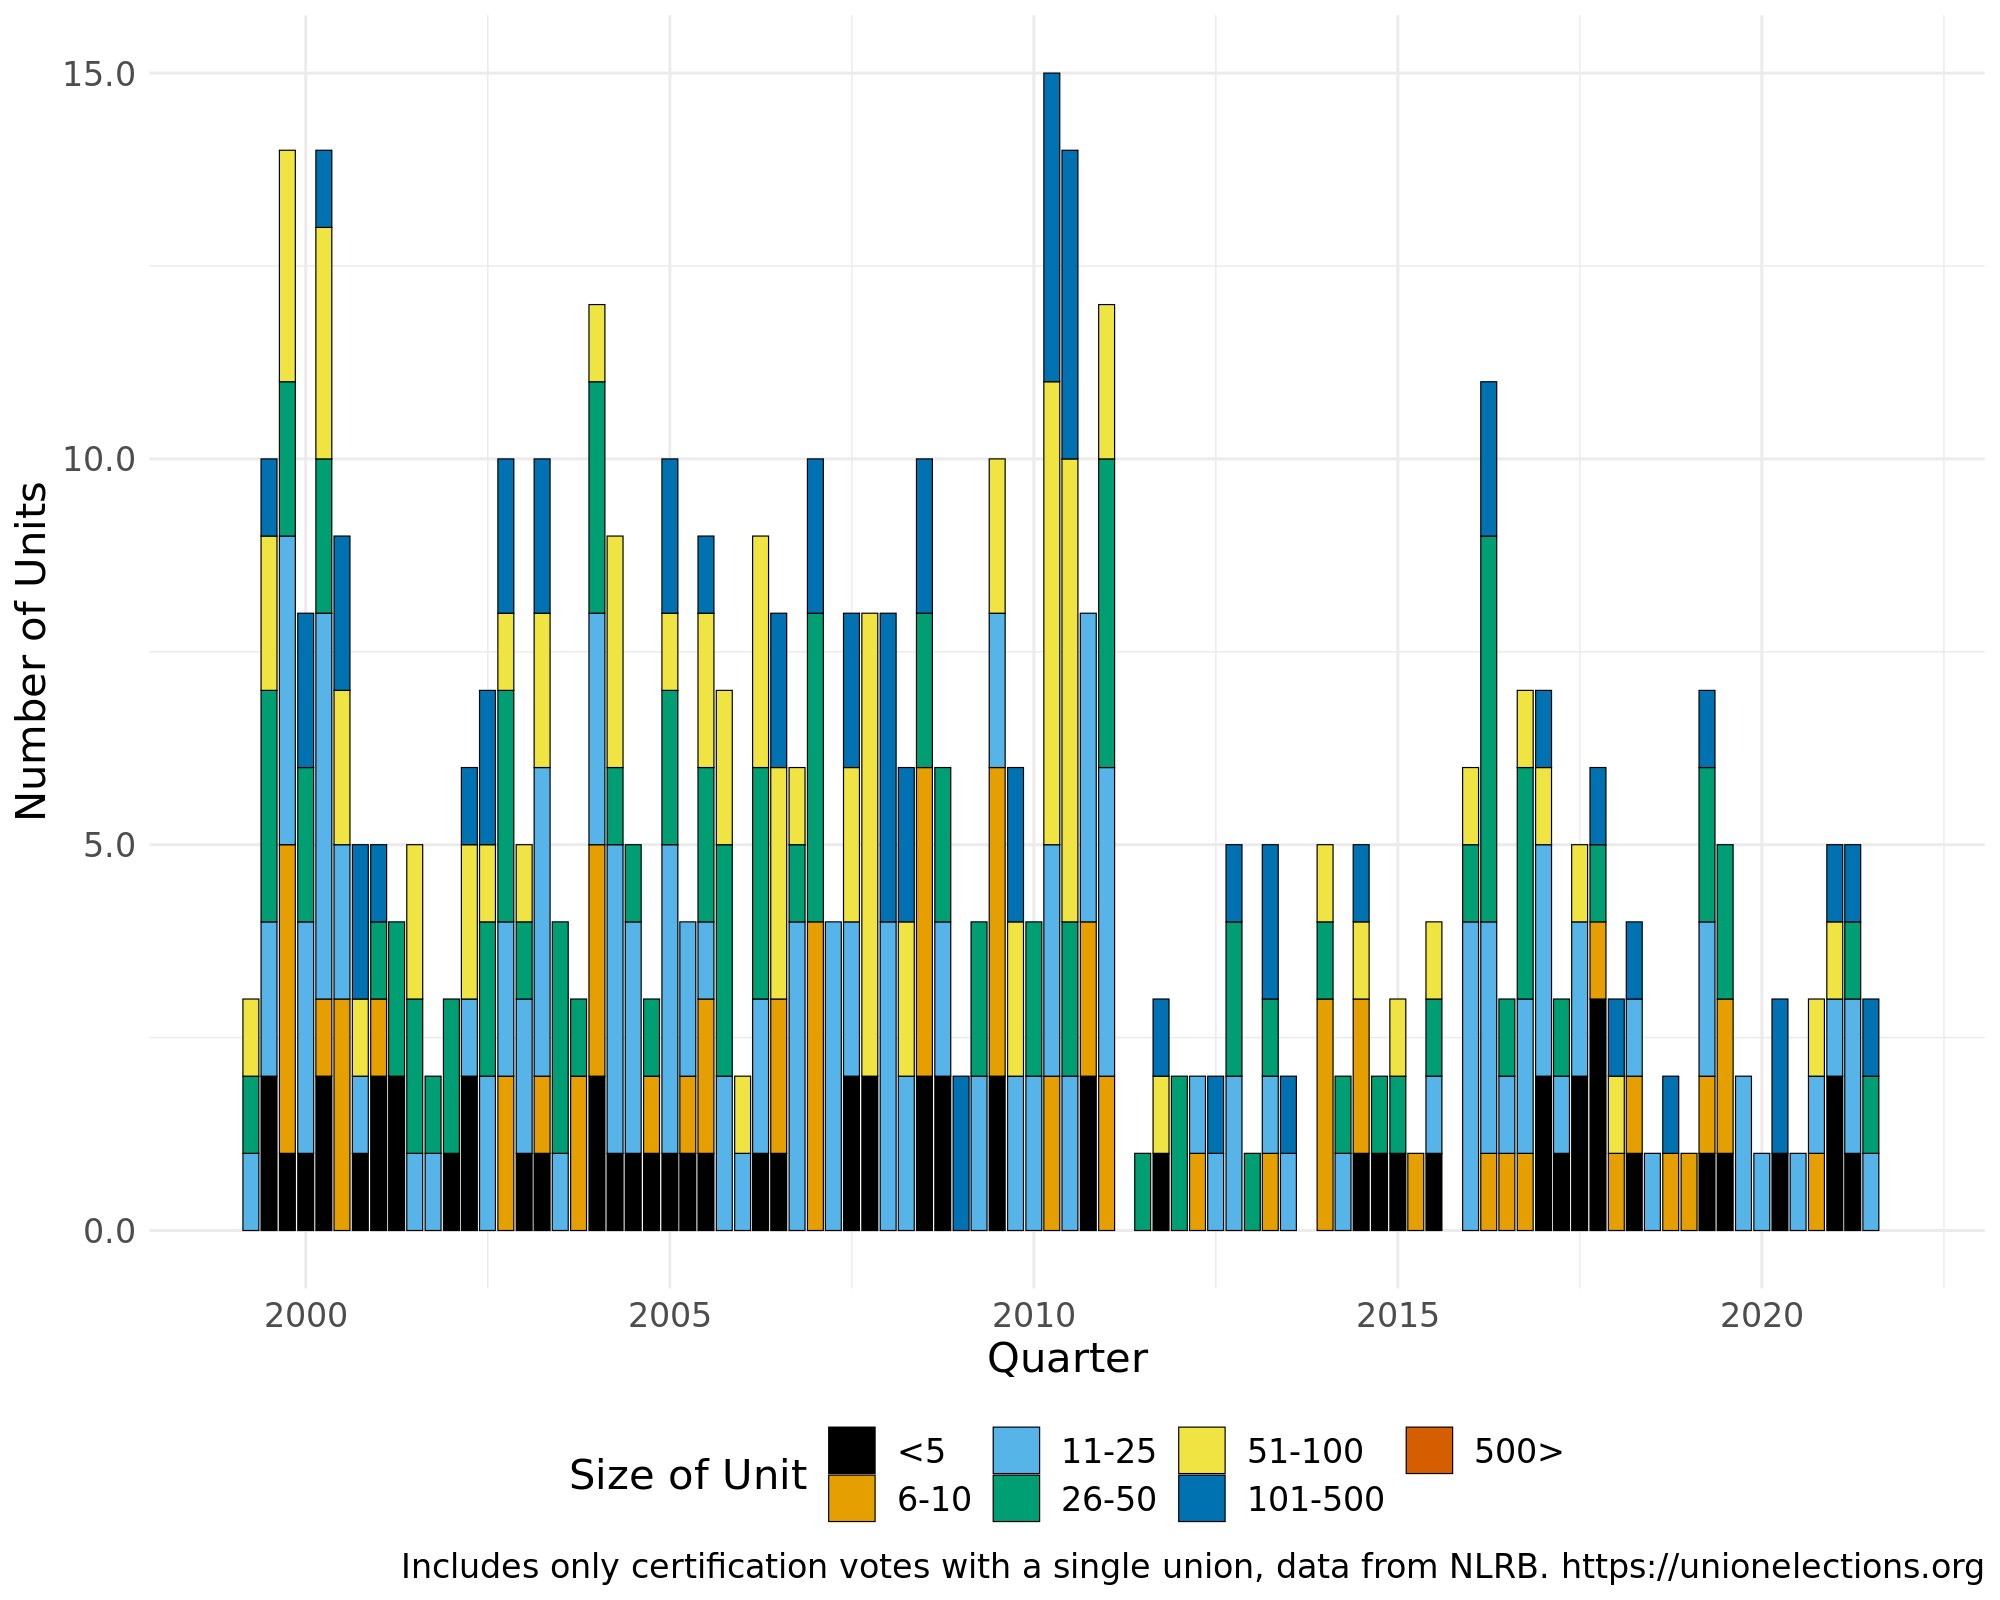 15.0
10.0
5.0
0.0
Number of Units
2000 2005 2010 2015 2020
Quarter
Size of Unit
<5 11-25 51-100 500>
6-10 26-50 101-500
Includes only certification votes with a single union, data from NLRB. https://unionelections.org